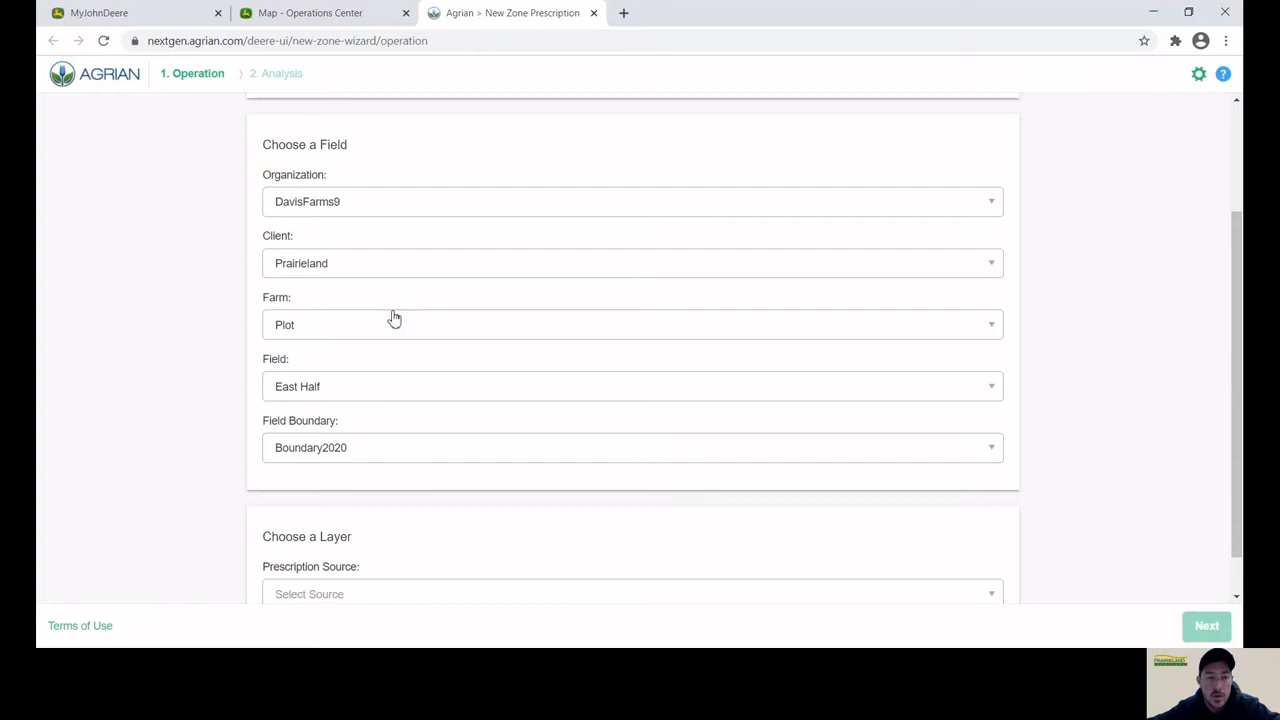 MyJohnDeere
Map - Operations Center
Agrian > New Zone Prescription
nextgen.agrian.com/deere-ui/new-zone-wizard/operation
AGRIAN
1. Operation
2. Analysis
Choose a Field
Organization:
DavisFarms9
Client:
Prairieland
Farm:
Plot
Field:
East Half
Field Boundary:
Boundary2020
Choose a Layer
Prescription Source:
Select Source
Terms of Use
Next
PRAIRIELAND